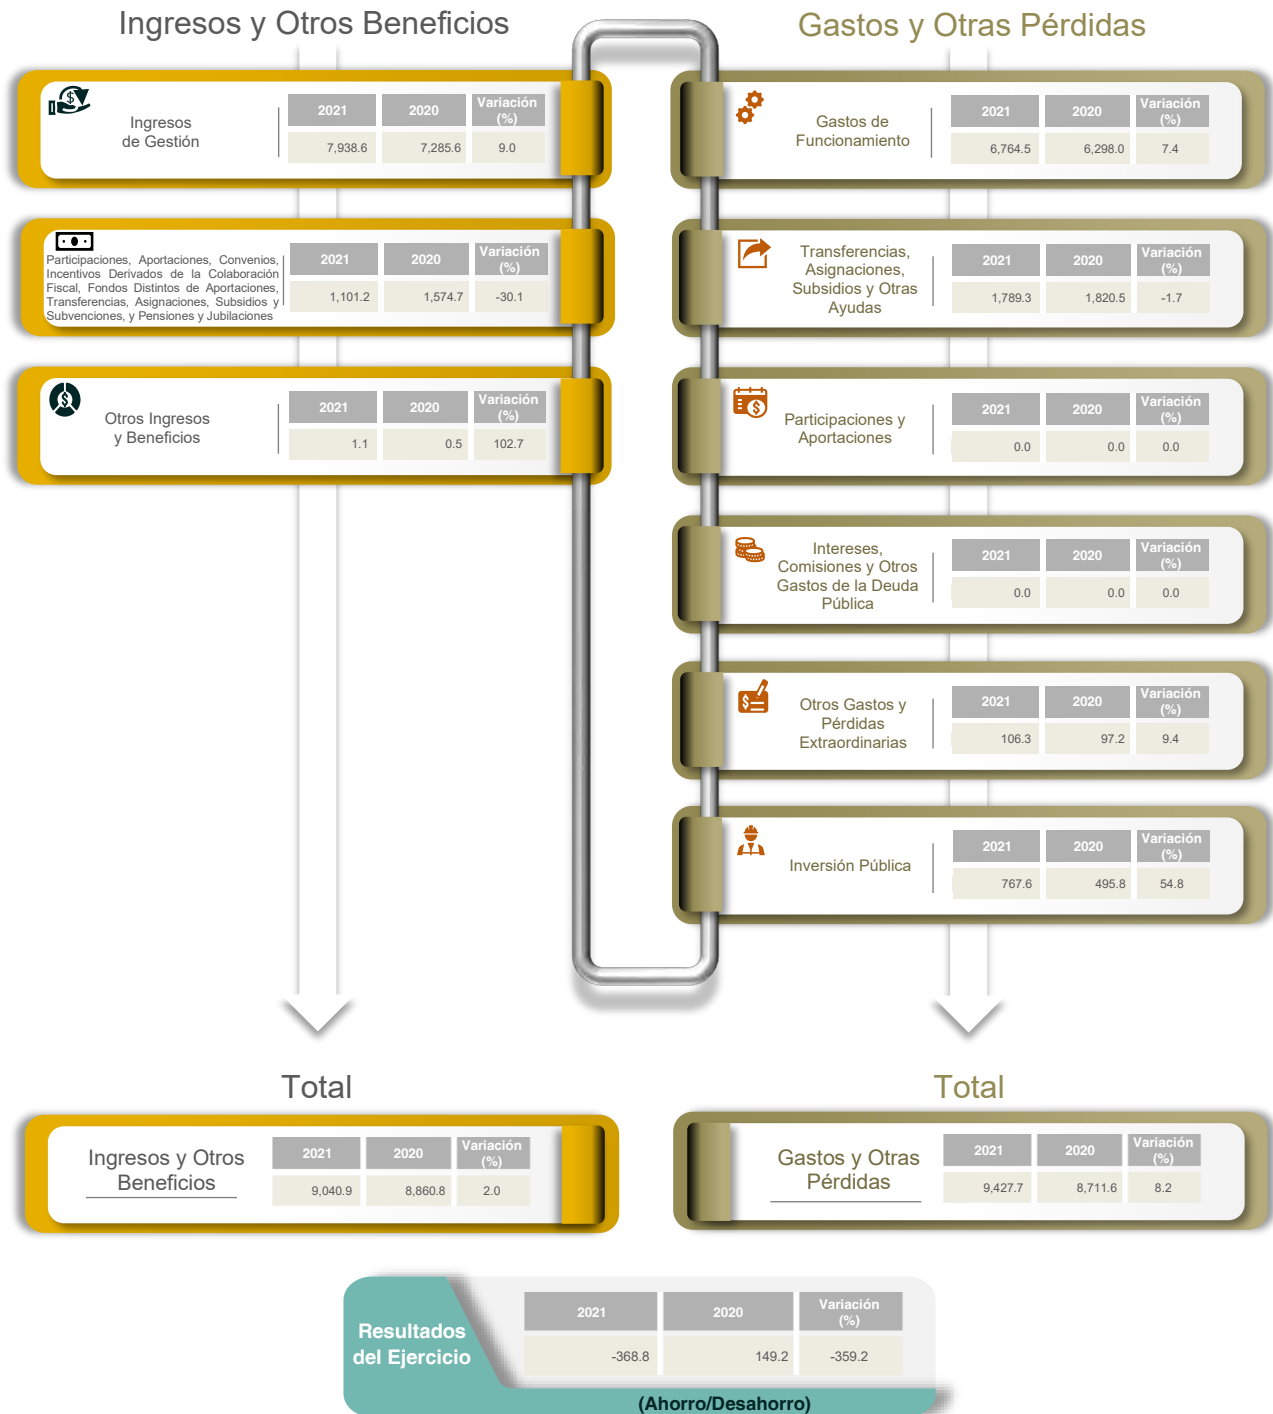 Ingresos y Otros Beneficios
Ingresos
de Gestión
2021 2020 Variación (%)
7,938.6 7,285.6 9.0
Participaciones, Aportaciones, Convenios,
Incentivos Derivados de la Colaboración
Fiscal, Fondos Distintos de Aportaciones,
Transferencias, Asignaciones, Subsidios y
Subvenciones, y Pensiones y Jubilaciones
2021 2020 Variación (%)
1,101.2 1,574.7 -30.1
Otros Ingresos
y Beneficios
2021 2020 Variación (%)
1.1 0.5 102.7
Total
Ingresos y Otros
Beneficios
2021 2020 Variación (%)
9,040.9 8,860.8 2.0
Gastos y Otras Pérdidas
Gastos de
Funcionamiento
2021 2020 Variación (%)
6,764.5 6,298.0 7.4
Transferencias,
Asignaciones,
Subsidios y Otras
Ayudas
2021 2020 Variación (%)
1,789.3 1,820.5 -1.7
Participaciones y
Aportaciones
2021 2020 Variación (%)
0.0 0.0 0.0
Intereses,
Comisiones y Otros
Gastos de la Deuda
Pública
2021 2020 Variación (%)
0.0 0.0 0.0
Otros Gastos y
Pérdidas
Extraordinarias
2021 2020 Variación (%)
106.3 97.2 9.4
Inversión Pública
2021 2020 Variación (%)
767.6 495.8 54.8
Total
Gastos y Otras
Pérdidas
2021 2020 Variación (%)
9,427.7 8,711.6 8.2
Resultados
del Ejercicio
2021 2020 Variación (%)
-368.8 149.2 -359.2
(Ahorro/Desahorro)